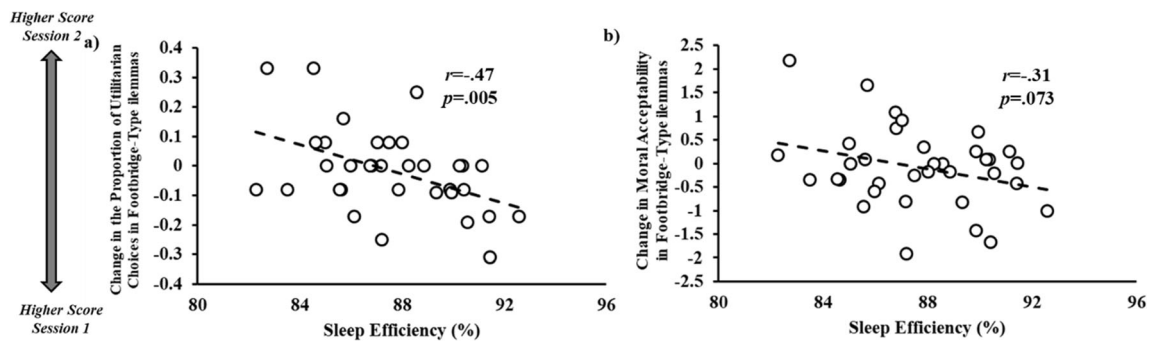 Higher Score
Session 2
a)
Change in the Proportion of Utilitarian
Choices in Footbridge-Type ilemmas
0.4
0.3
0.2
0.1
0
-0.1
-0.2
-0.3
-0.4
r=-.47
p=.005
80
84
88
92
96
Sleep Efficiency (%)
Higher Score
Session 1
b)
Change in Moral Acceptability
in Footbridge-Type ilemmas
2.5
2
1.5
1
0.5
0
-0.5
-1
-1.5
-2
-2.5
r=-.31
p=.073
80
84
88
92
96
Sleep Efficiency (%)